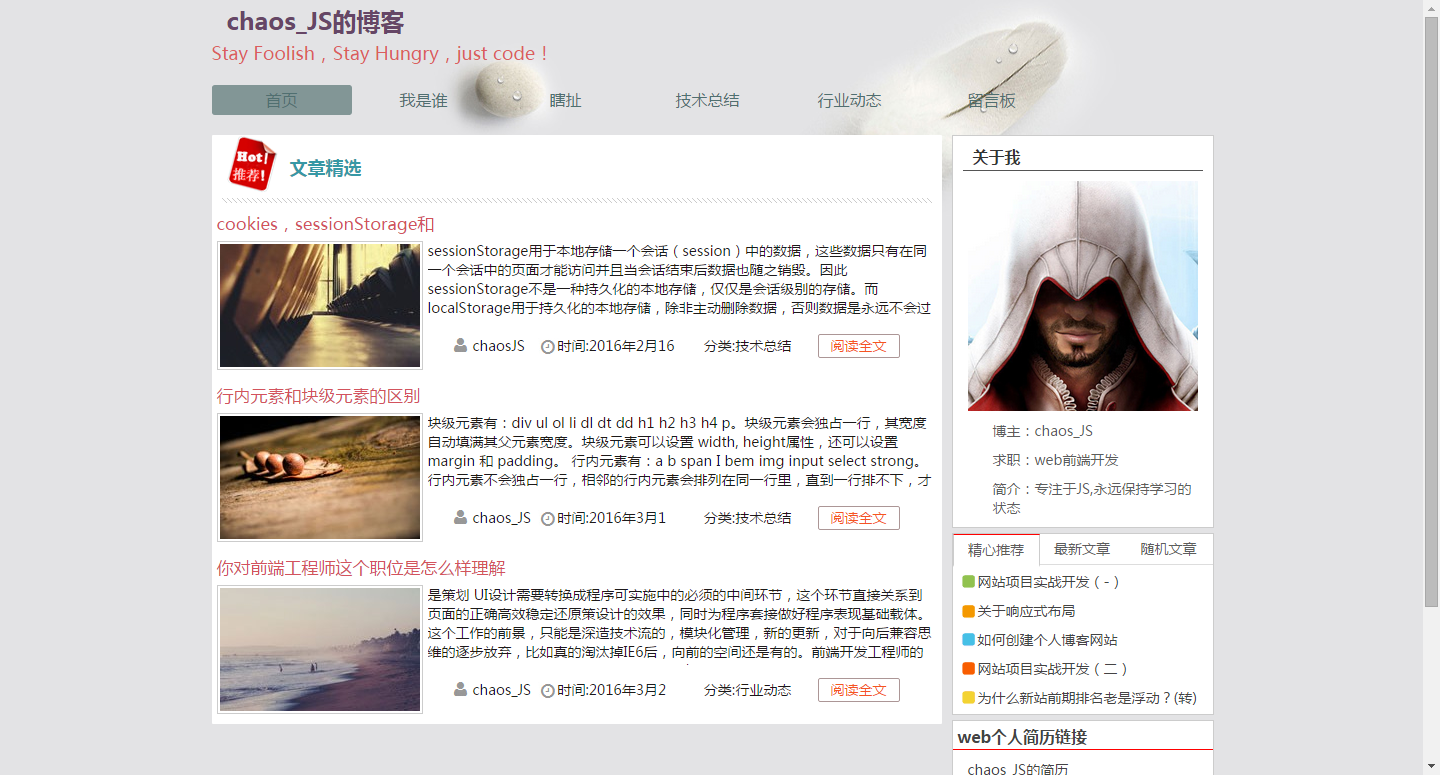 chaos_JS的博客
Stay Foolish，Stay Hungry，just code！
首页 我是谁 瞎扯 技术总结 行业动态 留言板
Hot!
推荐!
文章精选
cookies，sessionStorage和
sessionStorage用于本地存储一个会话（session）中的数据，这些数据只有在同
一个会话中的页面才能访问并且当会话结束后数据也随之销毁。因此
sessionStorage不是一种持久化的本地存储，仅仅是会话级别的存储。而
localStorage用于持久化的本地存储，除非主动删除数据，否则数据是永远不会过
chaosJS 时间:2016年2月16 分类:技术总结 阅读全文
行内元素和块级元素的区别
块级元素有：div ul ol li dl dt dd h1 h2 h3 h4 p。块级元素会独占一行，其宽度
自动填满其父元素宽度。块级元素可以设置 width, height属性，还可以设置
margin 和 padding。 行内元素有：a b span I bem img input select strong。
行内元素不会独占一行，相邻的行内元素会排列在同一行里，直到一行排不下，才
chaos_JS 时间:2016年3月1 分类:技术总结 阅读全文
你对前端工程师这个职位是怎么样理解
是策划 UI设计需要转换成程序可实施中的必须的中间环节，这个环节直接关系到
页面的正确高效稳定还原策设计的效果，同时为程序套接做好程序表现基础载体。
这个工作的前景，只能是深造技术流的，模块化管理，新的更新，对于向后兼容思
维的逐步放弃，比如真的淘汰掉IE6后，向前的空间还是有的。前端开发工程师的
chaos_JS 时间:2016年3月2 分类:行业动态 阅读全文
关于我
博主：chaos_JS
求职：web前端开发
简介：专注于JS,永远保持学习的
状态
精心推荐 最新文章 随机文章
网站项目实战开发（-）
关于响应式布局
如何创建个人博客网站
网站项目实战开发（二）
为什么新站前期排名老是浮动？(转)
web个人简历链接
chaos_JS的简历